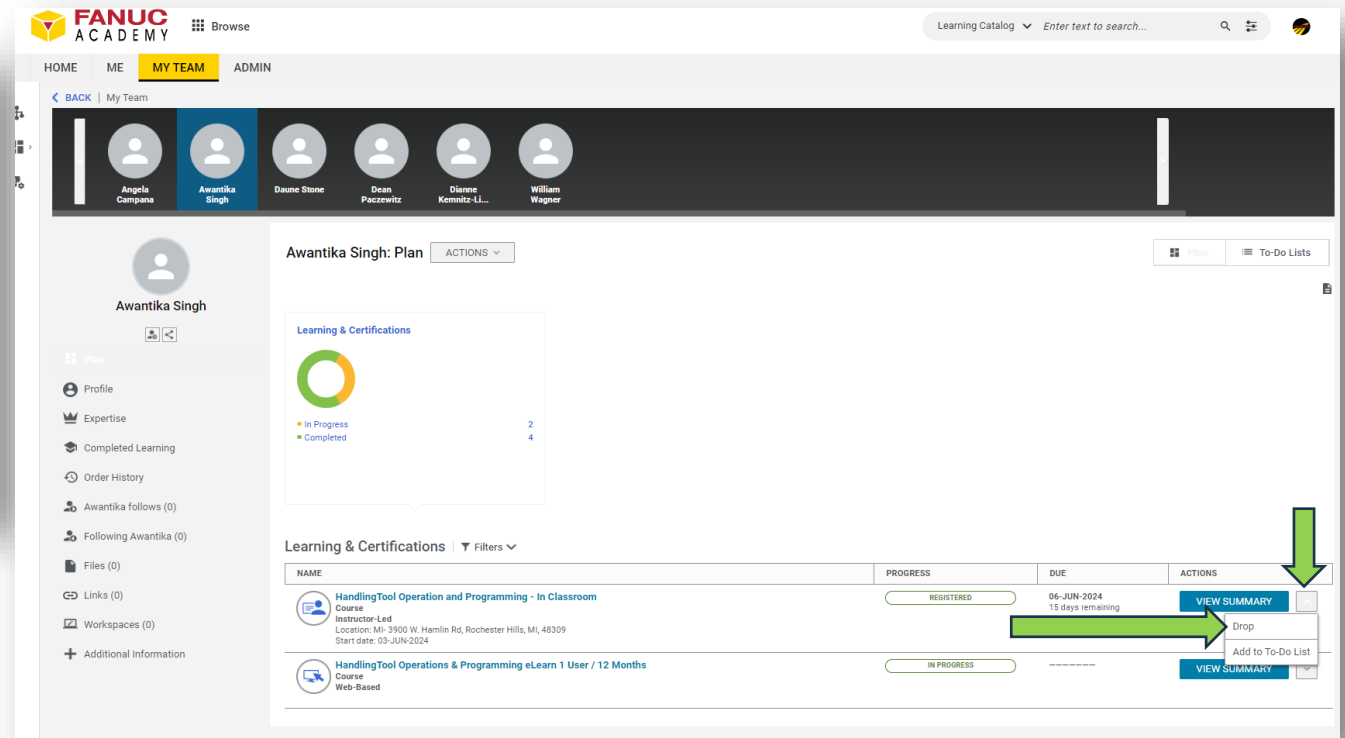 FANUC
ACADEMY
Browse
Learning Catalog
Enter text to search...
HOME
ME
MY TEAM
ADMIN
BACK | My Team
Angela
Campana
Awantika
Singh
Daune Stone
Dean
Paczewitz
Dianne
Kemnitz-Li...
William
Wagner
Awantika Singh
Plan
Profile
Expertise
Completed Learning
Order History
Awantika follows (0)
Following Awantika (0)
Files (0)
Links (0)
Workspaces (0)
Additional Information
Awantika Singh: Plan
ACTIONS
Plan
To-Do Lists
Learning & Certifications
In Progress 2
Completed 4
Learning & Certifications | Filters
NAME PROGRESS DUE ACTIONS
HandlingTool Operation and Programming - In Classroom
Course
Instructor-Led
Location: MI- 3900 W. Hamlin Rd, Rochester Hills, MI, 48309
Start date: 03-JUN-2024
REGISTERED
06-JUN-2024
15 days remaining
VIEW SUMMARY
Drop
Add to To-Do List
HandlingTool Operations & Programming eLearn 1 User / 12 Months
Course
Web-Based
IN PROGRESS
-------
VIEW SUMMARY